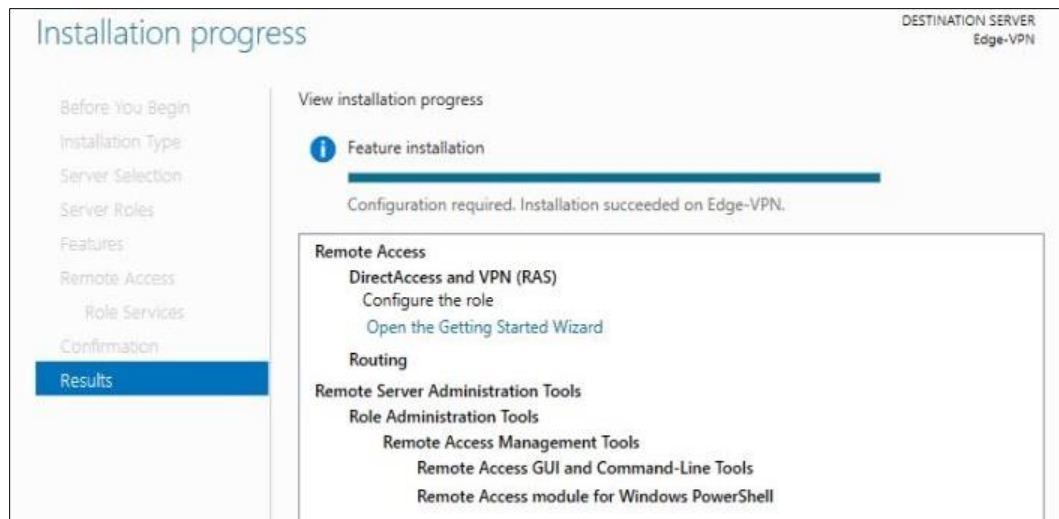 Installation progress
DESTINATION SERVER
Edge-VPN
Before You Begin
Installation Type
Server Selection
Server Roles
Features
Remote Access
Role Services
Confirmation
Results
View installation progress
Feature installation
Configuration required. Installation succeeded on Edge-VPN.
Remote Access
DirectAccess and VPN (RAS)
Configure the role
Open the Getting Started Wizard
Routing
Remote Server Administration Tools
Role Administration Tools
Remote Access Management Tools
Remote Access GUI and Command-Line Tools
Remote Access module for Windows PowerShell